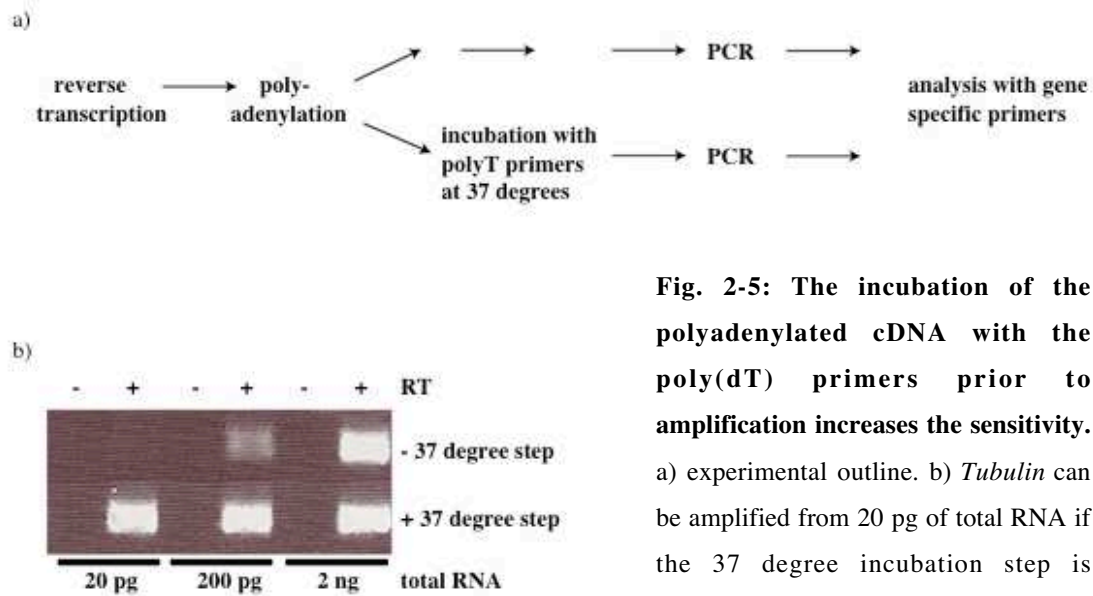 a)
reverse
transcription
poly-
adenylation
incubation with
polyT primers
at 37 degrees
PCR
PCR
analysis with gene
specific primers
b)
- + - + - + RT
- 37 degree step
+ 37 degree step
20 pg 200 pg 2 ng total RNA
Fig. 2-5: The incubation of the
polyadenylated cDNA with the
poly(dT) primers prior to
amplification increases the sensitivity.
a) experimental outline. b) Tubulin can
be amplified from 20 pg of total RNA if
the 37 degree incubation step is